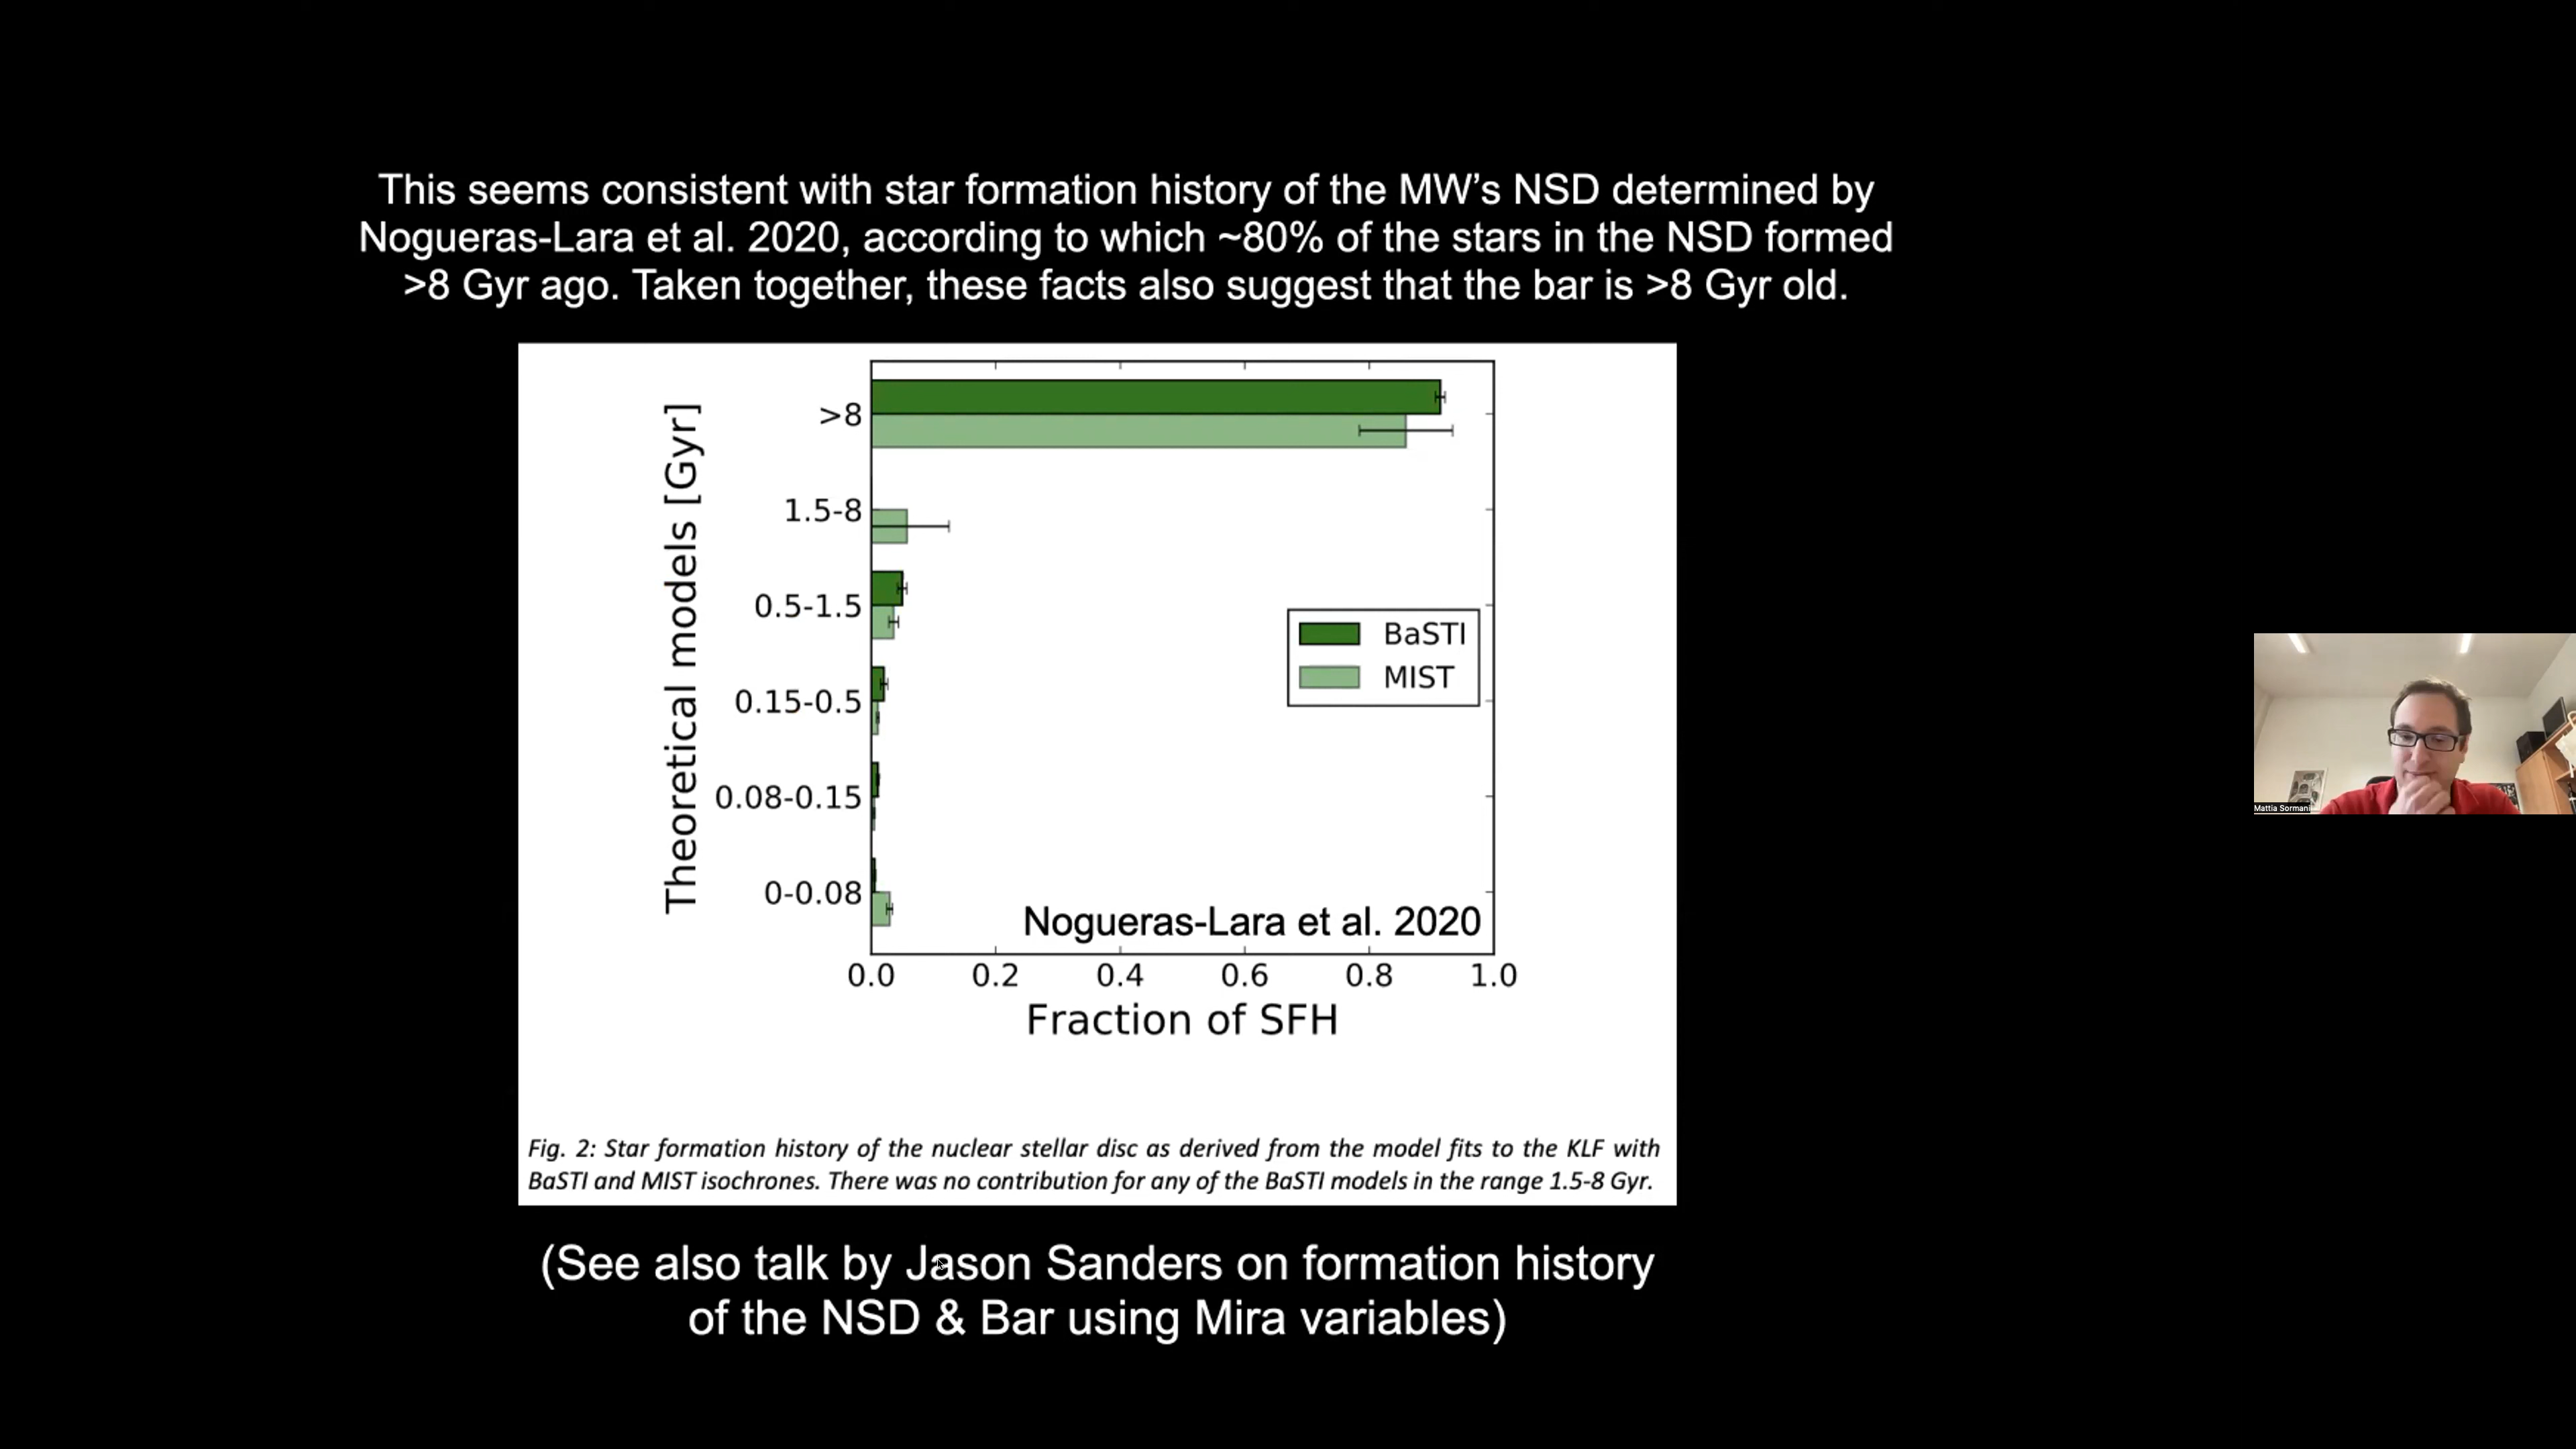 This seems consistent with star formation history of the MW’s NSD determined by
Nogueras-Lara et al. 2020, according to which ~80% of the stars in the NSD formed
>8 Gyr ago. Taken together, these facts also suggest that the bar is >8 Gyr old.
Theoretical models [Gyr]
>8
1.5-8
0.5-1.5
0.15-0.5
0.08-0.15
0-0.08
BaSTI
MIST
Nogueras-Lara et al. 2020
0.0 0.2 0.4 0.6 0.8 1.0
Fraction of SFH
Fig. 2: Star formation history of the nuclear stellar disc as derived from the model fits to the KLF with
BaSTI and MIST isochrones. There was no contribution for any of the BaSTI models in the range 1.5-8 Gyr.
(See also talk by Jason Sanders on formation history
of the NSD & Bar using Mira variables)
Mattia Sormani